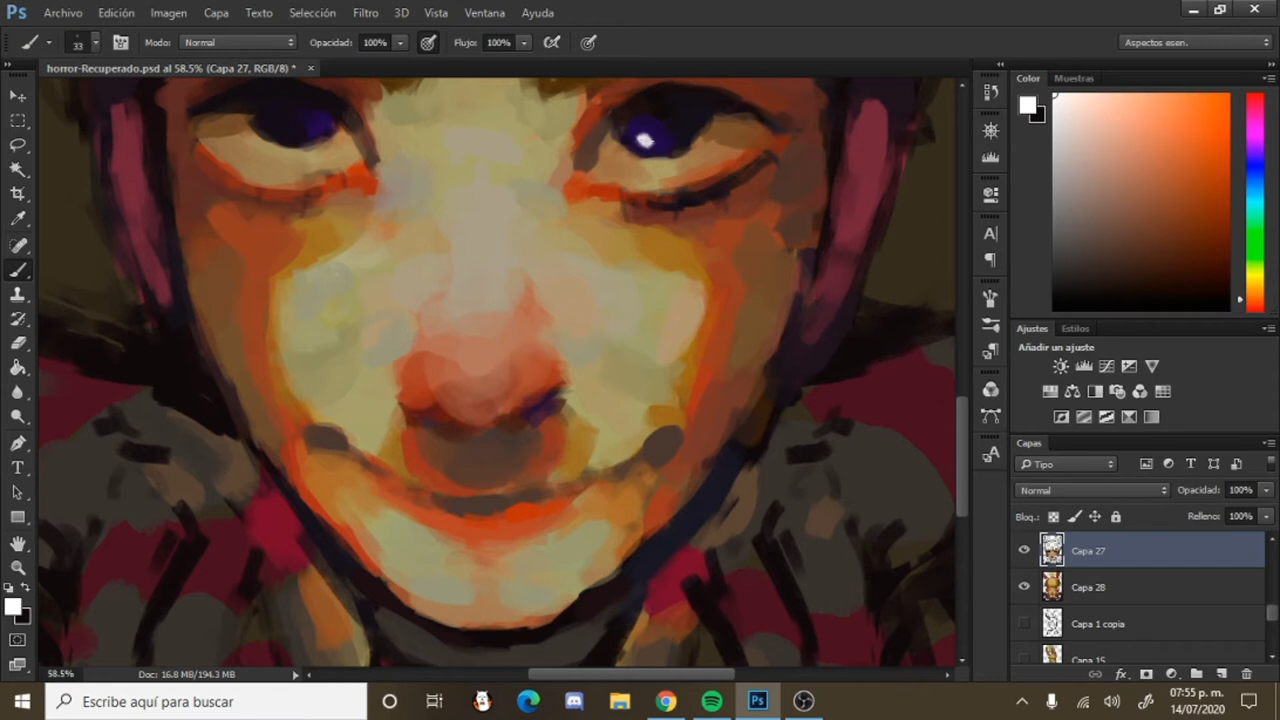 Ps Archivo Edición Imagen Capa Texto Selección Filtro 3D Vista Ventana Ayuda
33 Modo: Normal Opacidad: 100% Flujo: 100% Aspectos esen.
horror-Recuperado.psd al 58.5% (Capa 27, RGB/8) *
Color Muestras
Ajustes Estilos
Añadir un ajuste
Capas
Tipo
Normal Opacidad: 100%
Bloq.: Relleno: 100%
Capa 27
Capa 28
Capa 1 copia
Capa 15
58.5% Doc: 16.8 MB/194.3 MB
Escribe aquí para buscar
Ps
07:55 p. m.
14/07/2020